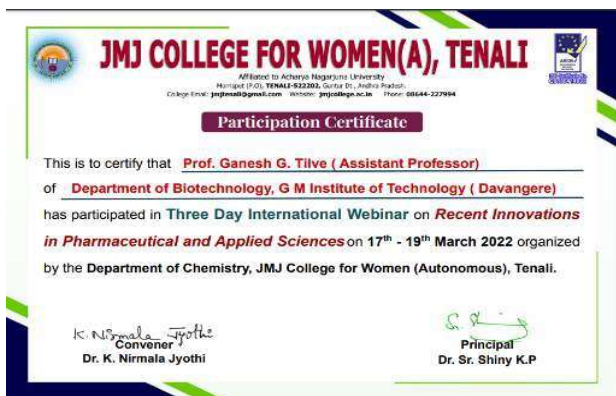 JMJ COLLEGE FOR WOMEN(A), TENALI
Affiliated to Acharya Nagarjuna University
Morrispet (P.O), TENALI-522202, Guntur Dt., Andhra Pradesh.
College Email: jmjtenali@gmail.com Website: jmjcollege.ac.in Phone: 08644-227994
Participation Certificate
This is to certify that Prof. Ganesh G. Tilve ( Assistant Professor)
of Department of Biotechnology, G M Institute of Technology ( Davangere)
has participated in Three Day International Webinar on Recent Innovations
in Pharmaceutical and Applied Sciences on 17th - 19th March 2022 organized
by the Department of Chemistry, JMJ College for Women (Autonomous), Tenali.
K. Nirmala Jyothi
Convener
Dr. K. Nirmala Jyothi
Sr. Shiny
Principal
Dr. Sr. Shiny K.P